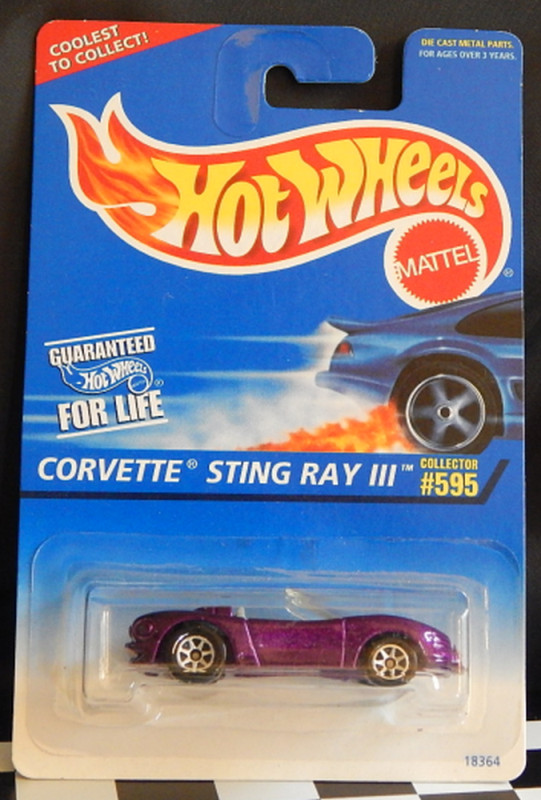 COOLEST
TO COLLECT!
DIE CAST METAL PARTS.
FOR AGES OVER 3 YEARS.
HOT WHEELS
®
MATTEL
GUARANTEED
HOT WHEELS ®
FOR LIFE
CORVETTE® STING RAY III™
COLLECTOR
#595
18364